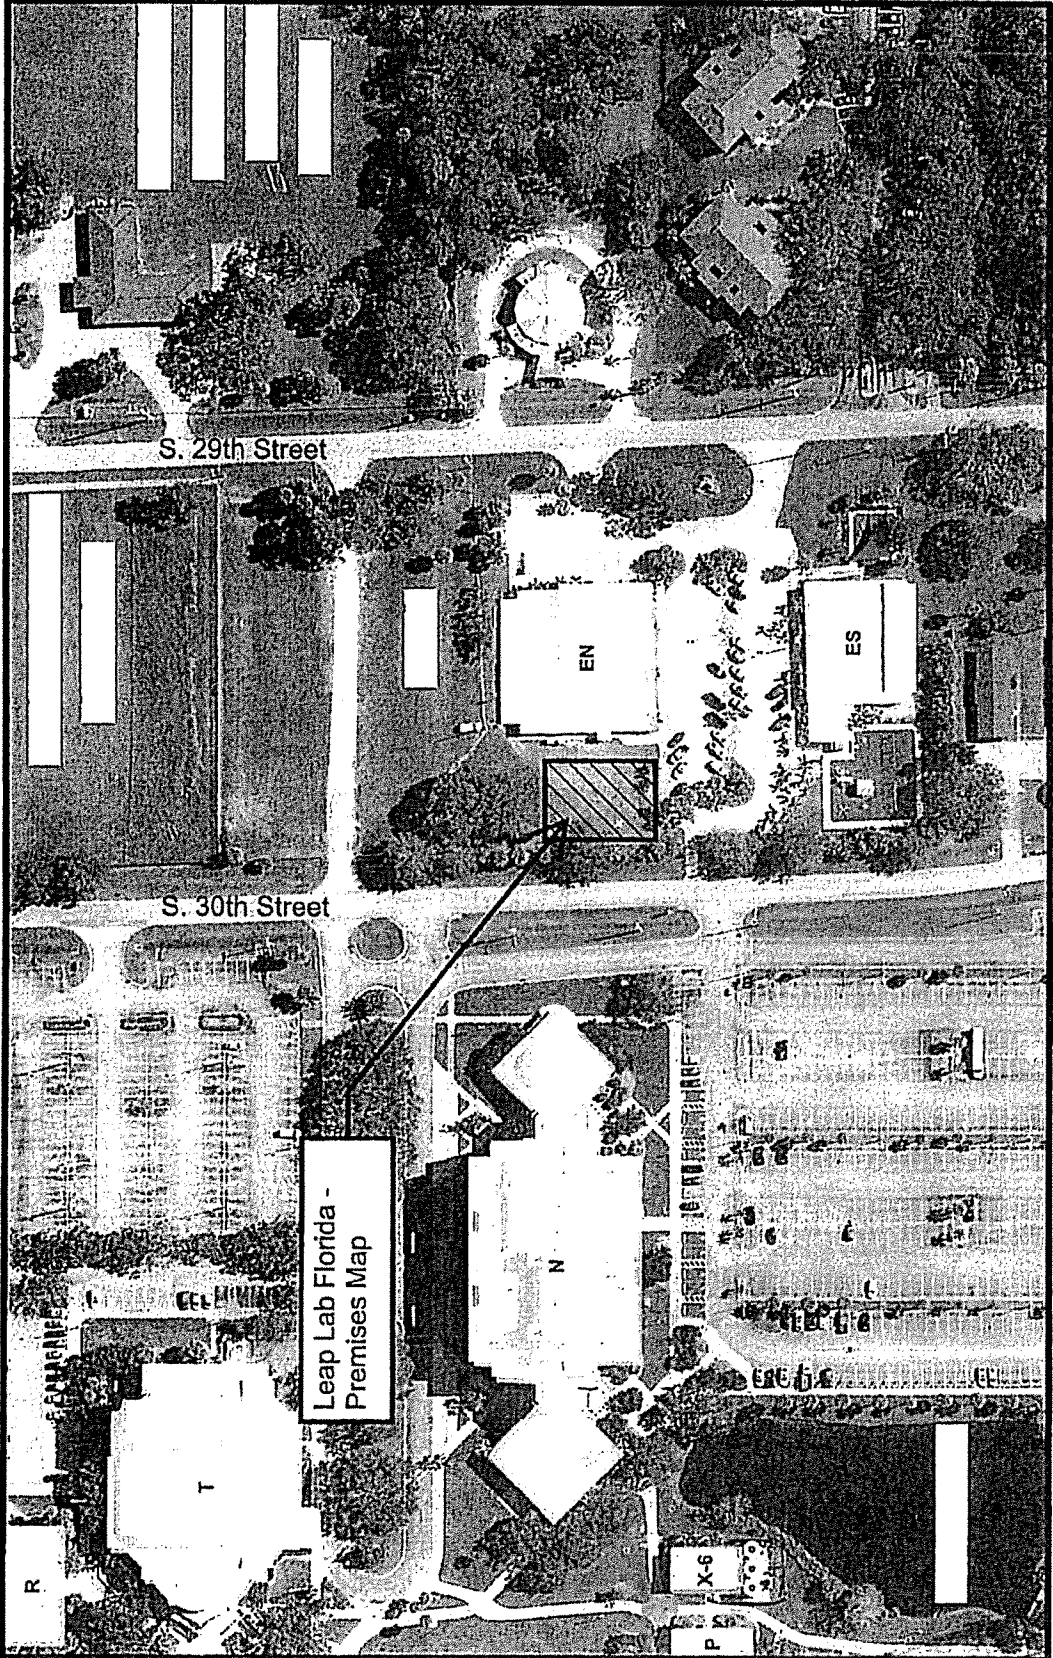 S. 29th Street
EN
ES
S. 30th Street
Leap Lab Florida -
Premises Map
N
T
R
X-6
P